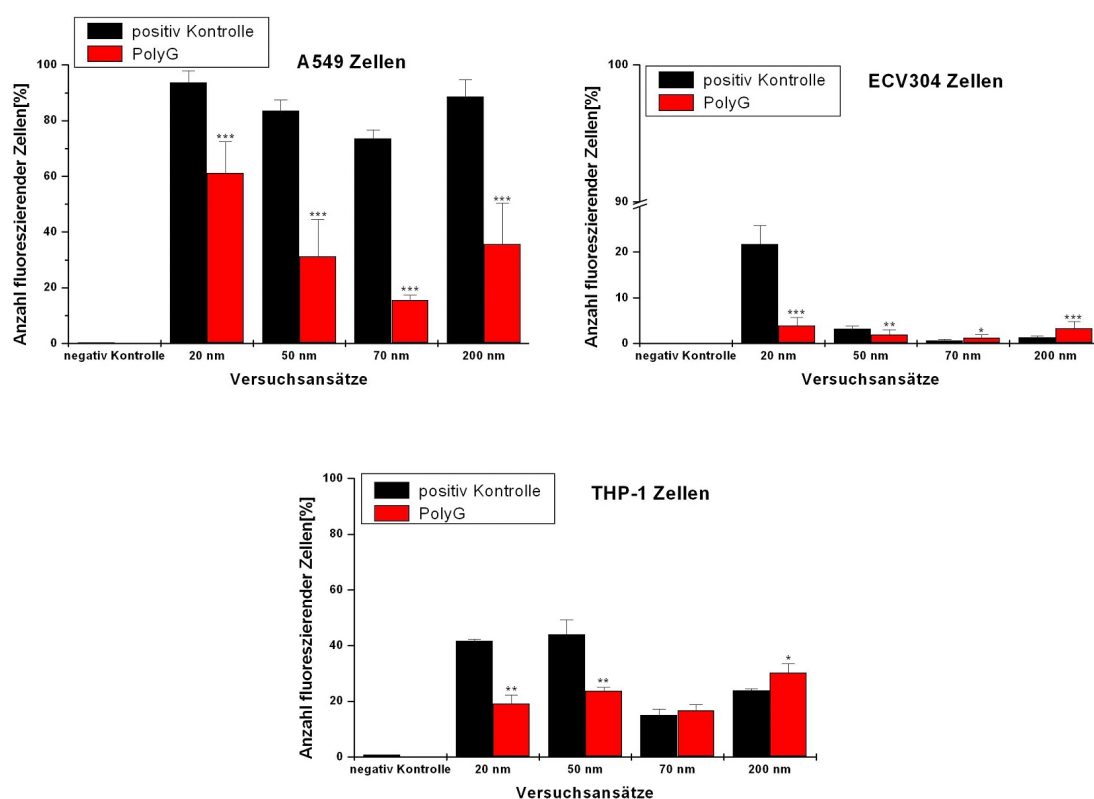 positiv Kontrolle
PolyG
A549 Zellen
Anzahl fluoreszierender Zellen[%]
100
80
60
40
20
0
***
***
***
***
negativ Kontrolle 20 nm 50 nm 70 nm 200 nm
Versuchsansätze
positiv Kontrolle
PolyG
ECV304 Zellen
Anzahl fluoreszierender Zellen[%]
100
90
20
10
0
***
**
*
***
negativ Kontrolle 20 nm 50 nm 70 nm 200 nm
Versuchsansätze
positiv Kontrolle
PolyG
THP-1 Zellen
Anzahl fluoreszierender Zellen[%]
100
80
60
40
20
0
**
**
*
negativ Kontrolle 20 nm 50 nm 70 nm 200 nm
Versuchsansätze